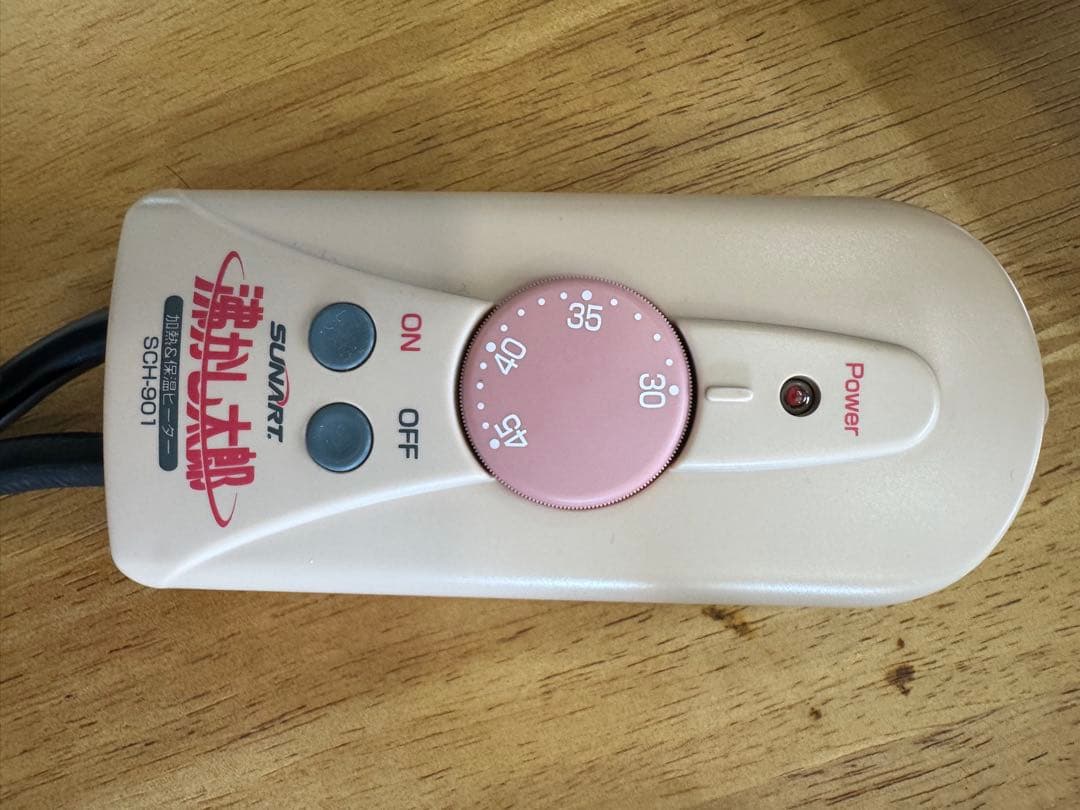 Power
30
35
40
45
ON
OFF
SUNART.
沸かし太郎
加熱&保温ヒーター
SCH-901